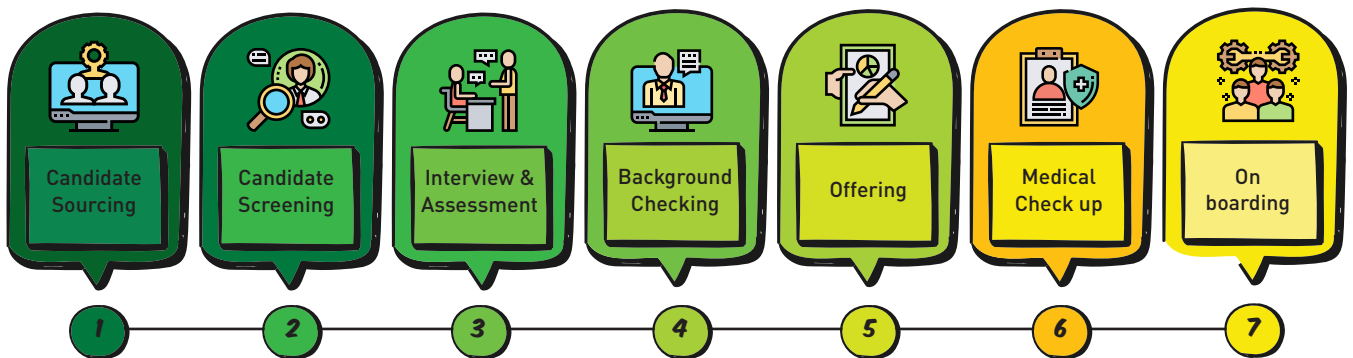 Candidate
Sourcing
Candidate
Screening
Interview &
Assessment
Background
Checking
Offering
Medical
Check up
On
boarding
1
2
3
4
5
6
7